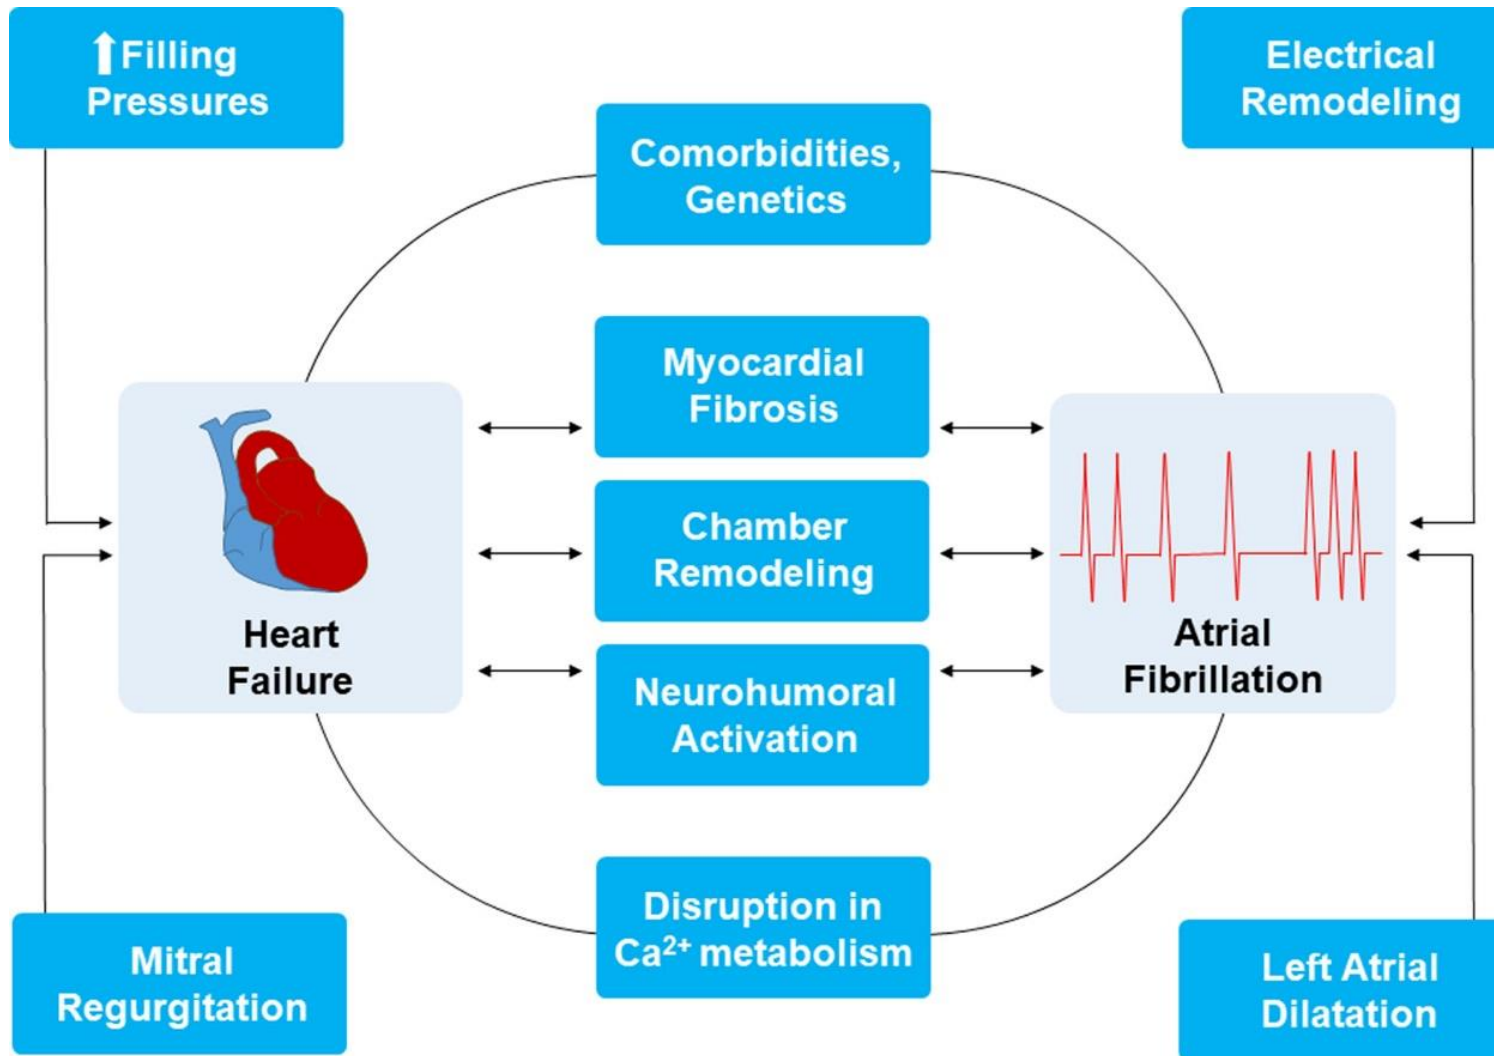 ⬆Filling
Pressures
Electrical
Remodeling
Comorbidities,
Genetics
Myocardial
Fibrosis
Chamber
Remodeling
Neurohumoral
Activation
Heart
Failure
Atrial
Fibrillation
Disruption in
Ca²⁺ metabolism
Mitral
Regurgitation
Left Atrial
Dilatation